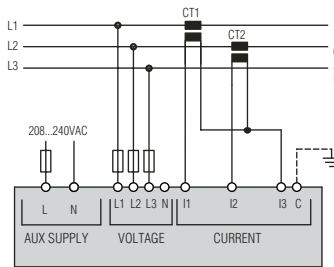 CT1
L1
L2
CT2
L3
208...240VAC
L N L1 L2 L3 N I1 I2 I3 C
AUX SUPPLY VOLTAGE CURRENT